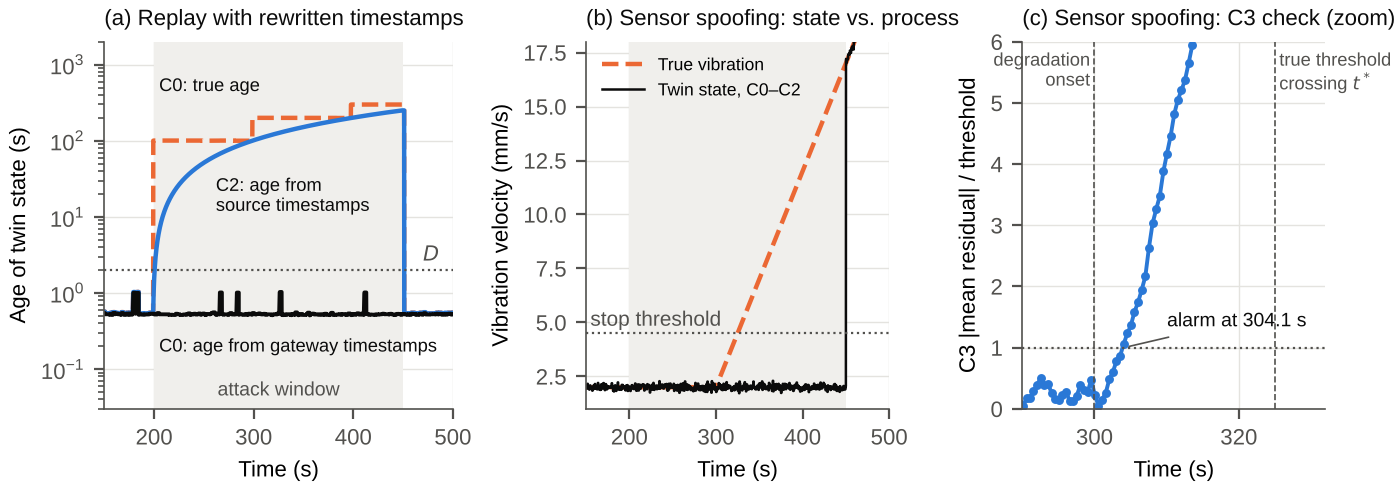 (a) Replay with rewritten timestamps
Age of twin state (s)
10³
10²
10¹
10⁰
10⁻¹
C0: true age
C2: age from
source timestamps
D
C0: age from gateway timestamps
attack window
200
300
400
500
Time (s)
(b) Sensor spoofing: state vs. process
Vibration velocity (mm/s)
17.5
15.0
12.5
10.0
7.5
5.0
2.5
True vibration
Twin state, C0–C2
stop threshold
200
300
400
500
Time (s)
(c) Sensor spoofing: C3 check (zoom)
C3 |mean residual| / threshold
6
5
4
3
2
1
0
degradation
onset
true threshold
crossing t*
alarm at 304.1 s
300
320
Time (s)